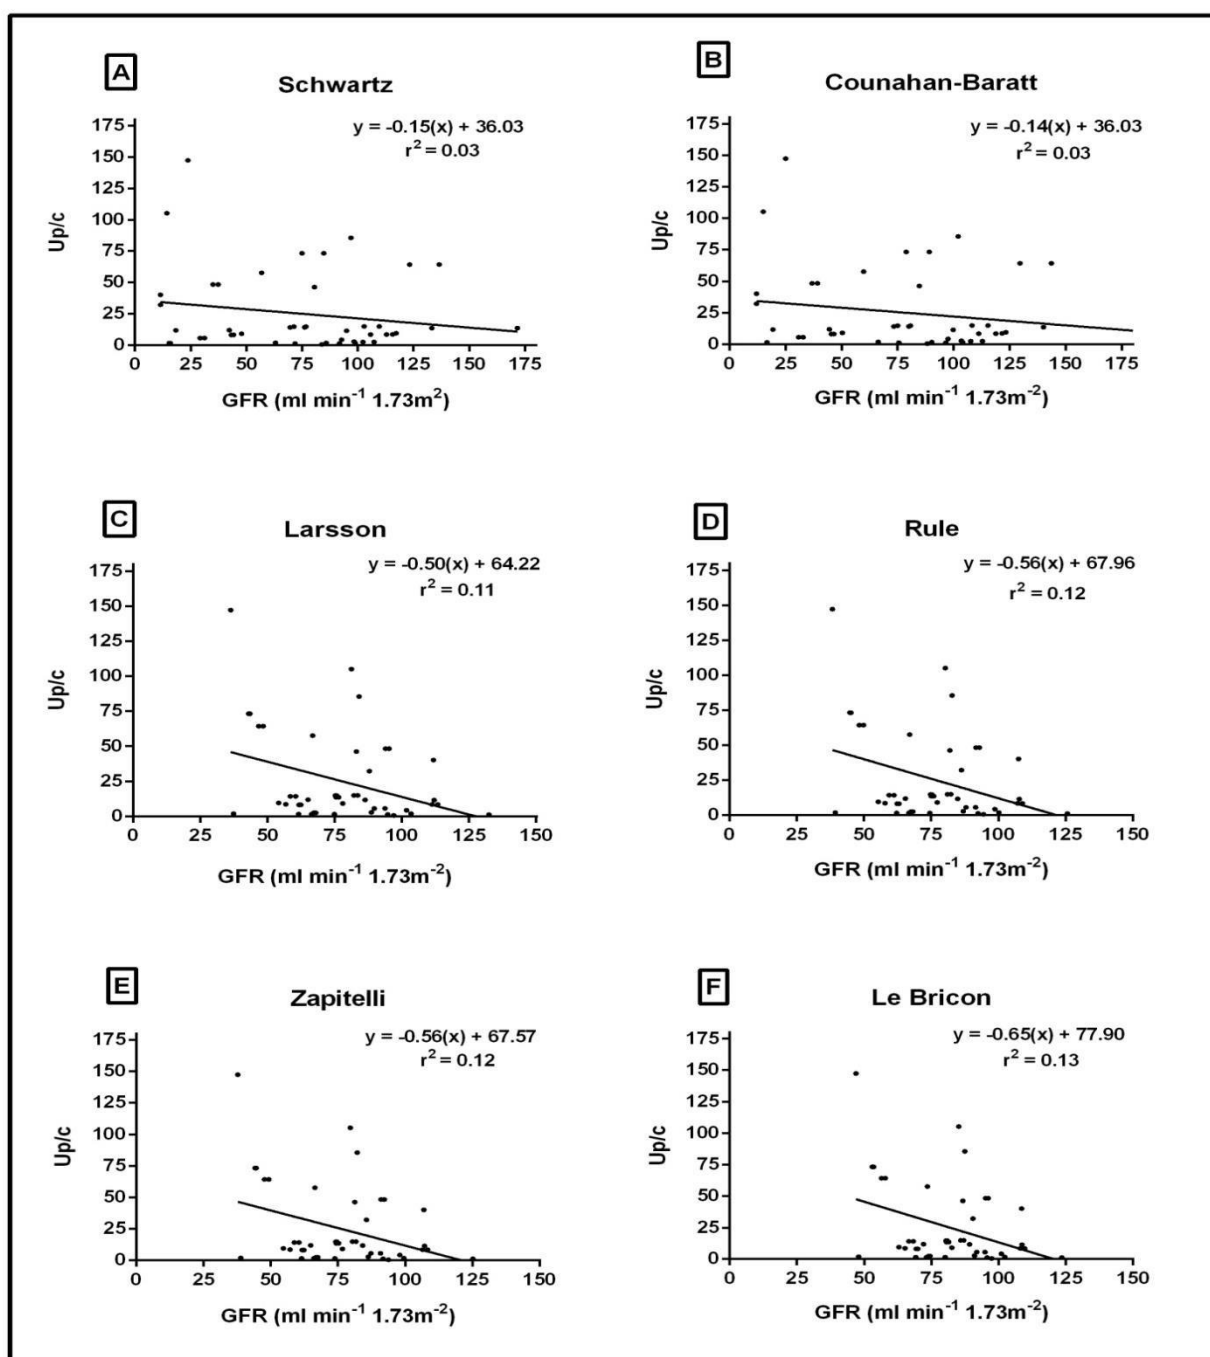 A
Schwartz
y = -0.15(x) + 36.03
r² = 0.03
175
150
125
100
75
50
25
0
Up/c
0 25 50 75 100 125 150 175
GFR (ml min⁻¹ 1.73m²)
B
Counahan-Baratt
y = -0.14(x) + 36.03
r² = 0.03
175
150
125
100
75
50
25
0
Up/c
0 25 50 75 100 125 150 175
GFR (ml min⁻¹ 1.73m⁻²)
C
Larsson
y = -0.50(x) + 64.22
r² = 0.11
175
150
125
100
75
50
25
0
Up/c
0 25 50 75 100 125 150
GFR (ml min⁻¹ 1.73m⁻²)
D
Rule
y = -0.56(x) + 67.96
r² = 0.12
175
150
125
100
75
50
25
0
Up/c
0 25 50 75 100 125 150
GFR (ml min⁻¹ 1.73m⁻²)
E
Zapitelli
y = -0.56(x) + 67.57
r² = 0.12
175
150
125
100
75
50
25
0
Up/c
0 25 50 75 100 125 150
GFR (ml min⁻¹ 1.73m⁻²)
F
Le Bricon
y = -0.65(x) + 77.90
r² = 0.13
175
150
125
100
75
50
25
0
Up/c
0 25 50 75 100 125 150
GFR (ml min⁻¹ 1.73m⁻²)